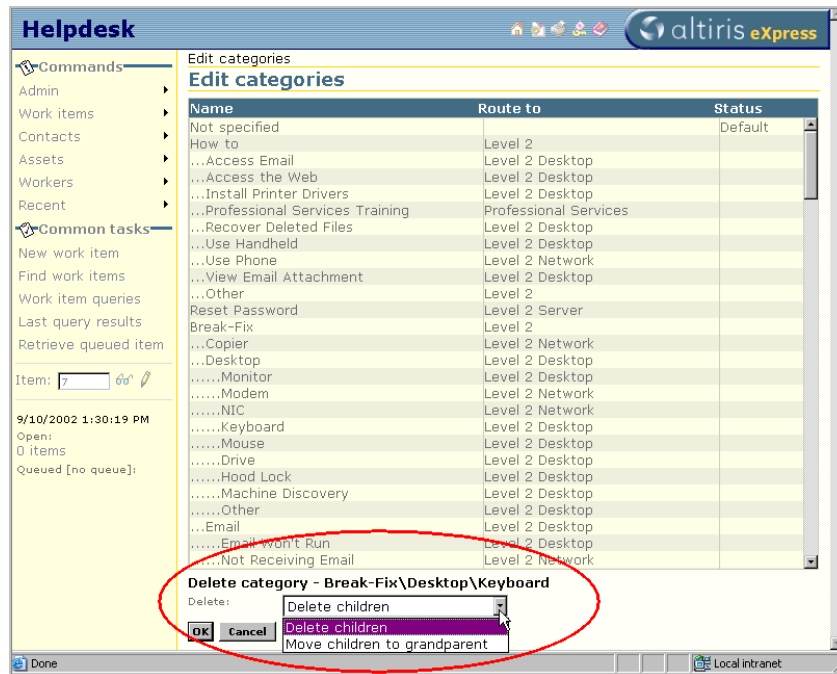 Helpdesk
altiris eXpress
Commands
Admin
Work items
Contacts
Assets
Workers
Recent
Common tasks
New work item
Find work items
Work item queries
Last query results
Retrieve queued item
Item: 7
9/10/2002 1:30:19 PM
Open:
0 items
Queued [no queue]:
Edit categories
Edit categories
Name Route to Status
Not specified Default
How to Level 2
...Access Email Level 2 Desktop
...Access the Web Level 2 Desktop
...Install Printer Drivers Level 2 Desktop
...Professional Services Training Professional Services
...Recover Deleted Files Level 2 Desktop
...Use Handheld Level 2 Desktop
...Use Phone Level 2 Network
...View Email Attachment Level 2 Desktop
...Other Level 2
Reset Password Level 2 Server
Break-Fix Level 2
...Copier Level 2 Network
...Desktop Level 2 Desktop
......Monitor Level 2 Desktop
......Modem Level 2 Network
......NIC Level 2 Network
......Keyboard Level 2 Desktop
......Mouse Level 2 Desktop
......Drive Level 2 Desktop
......Hood Lock Level 2 Desktop
......Machine Discovery Level 2 Desktop
......Other Level 2 Desktop
...Email Level 2 Desktop
......Email Won't Run Level 2 Desktop
......Not Receiving Email Level 2 Network
Delete category - Break-Fix\Desktop\Keyboard
Delete: Delete children
OK Cancel Delete children
Move children to grandparent
Done Local intranet